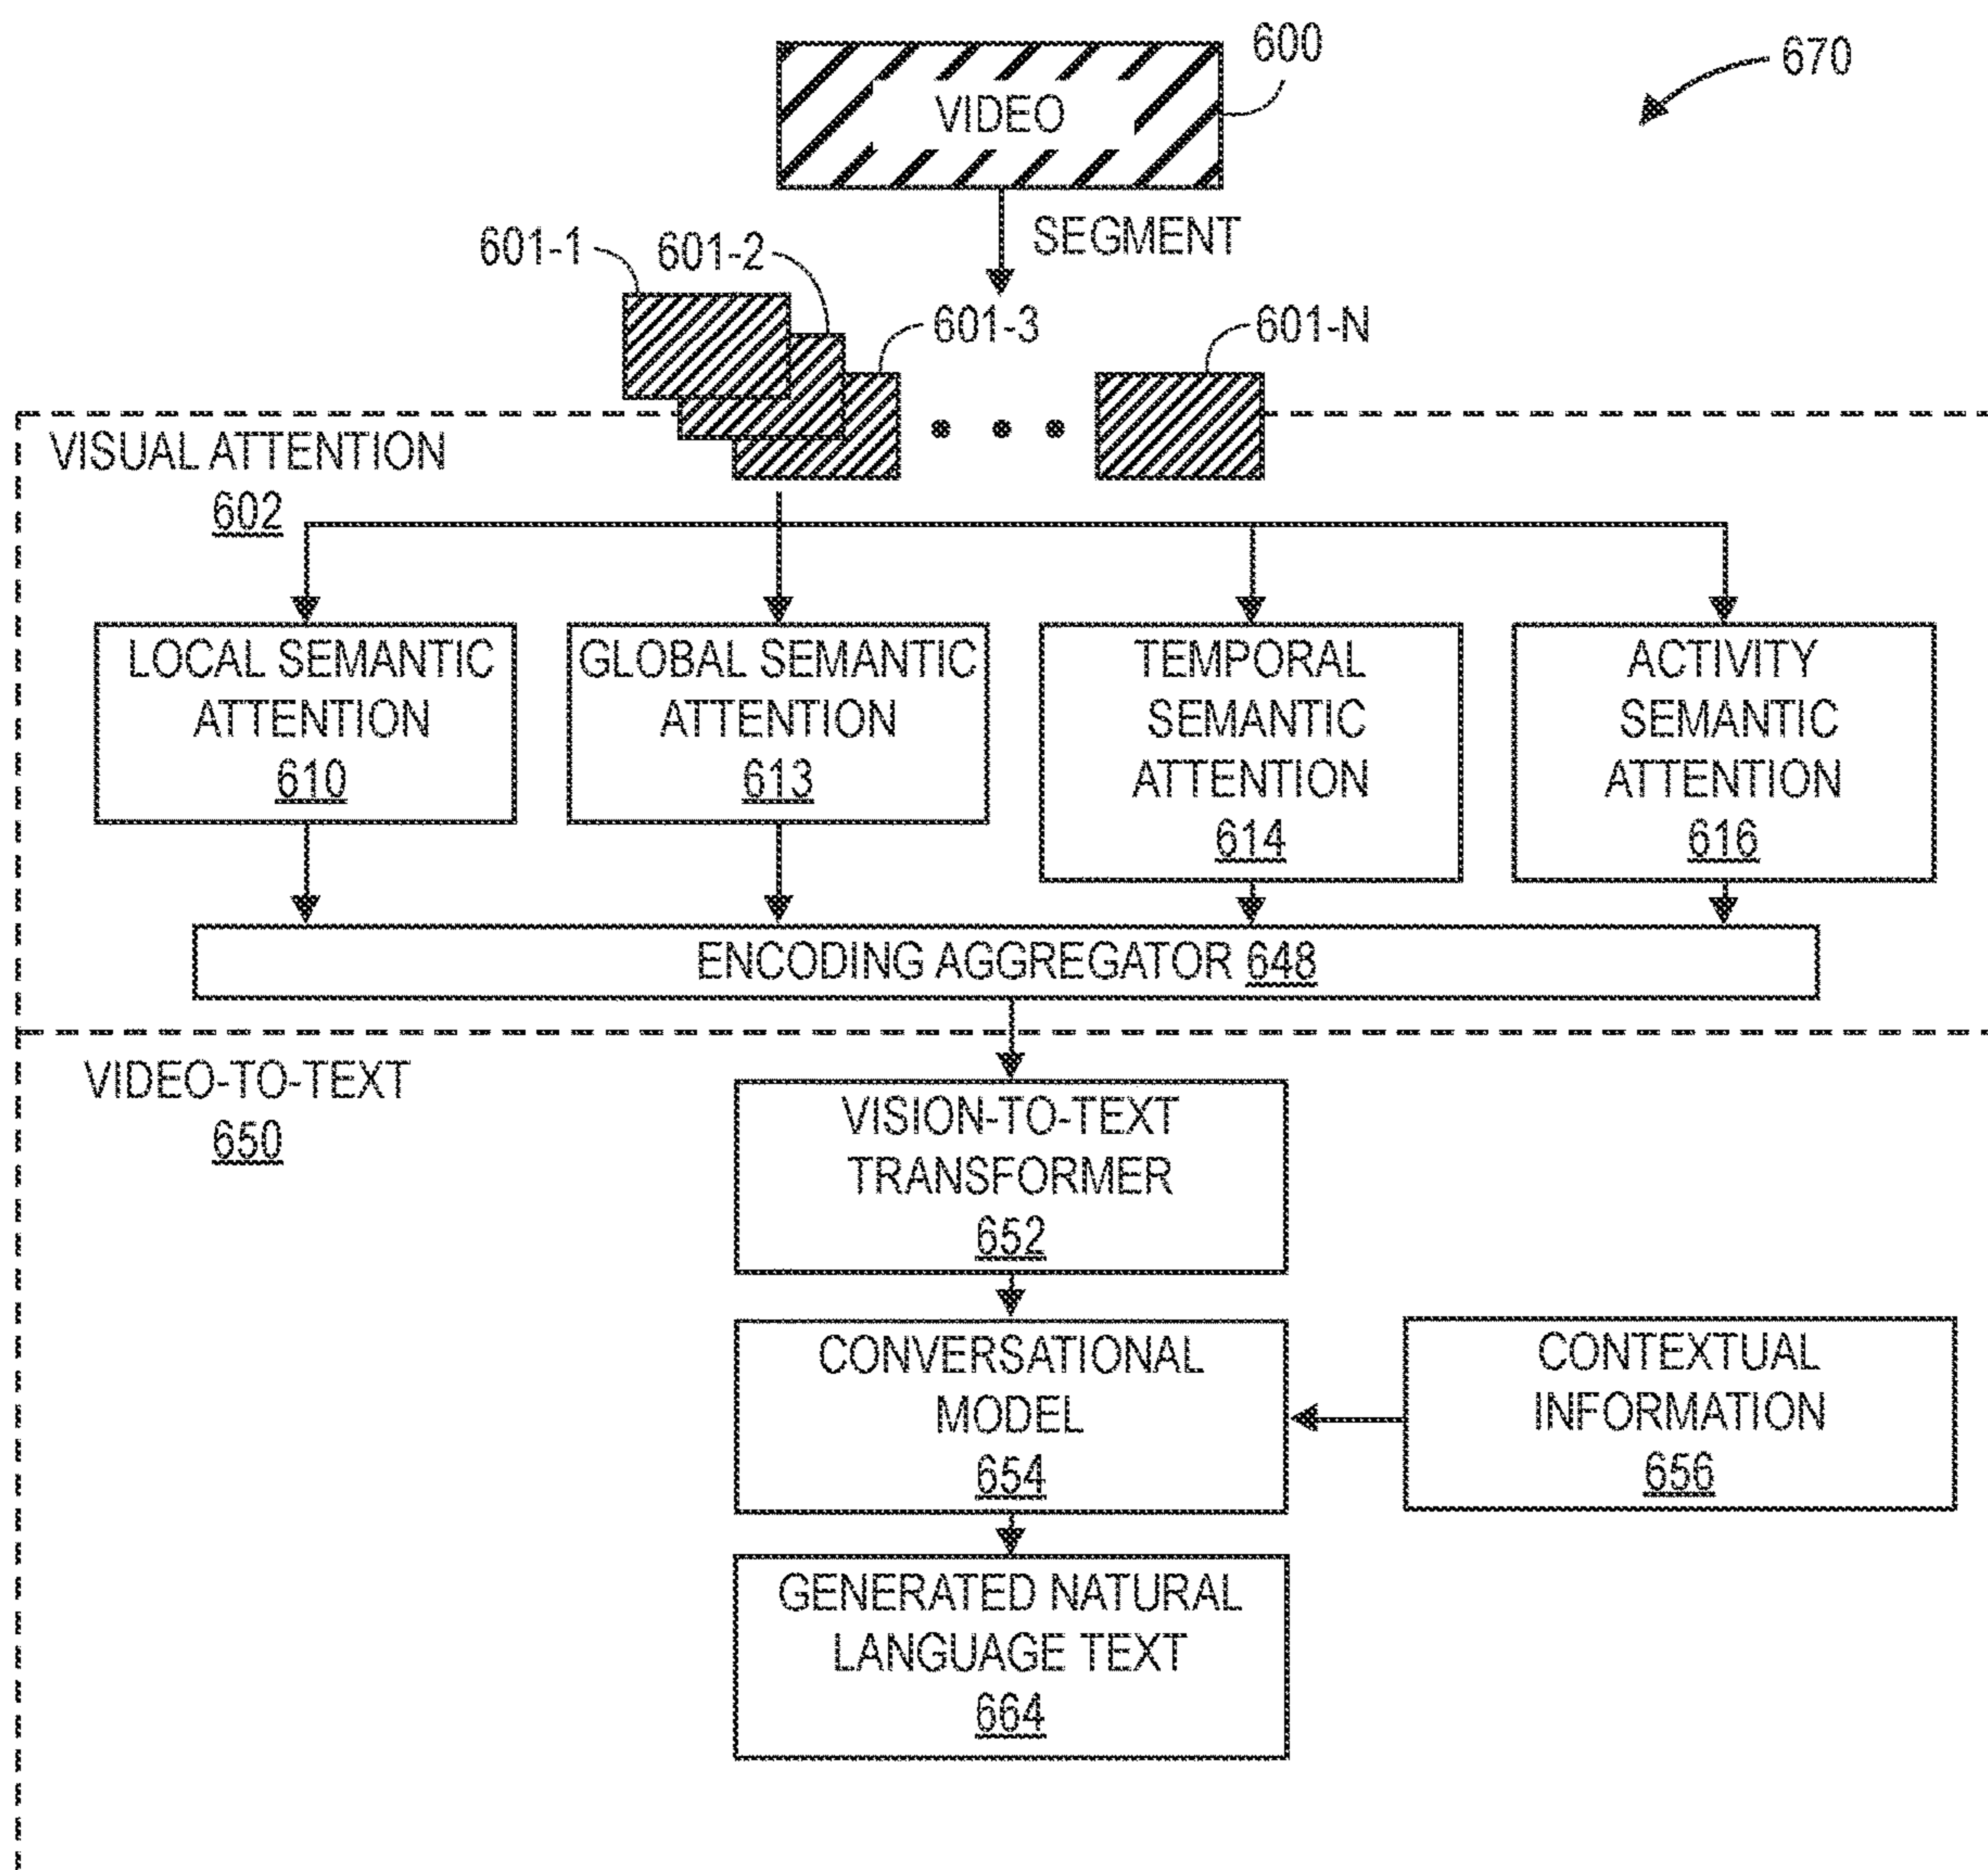 600
670
VIDEO
SEGMENT
601-1
601-2
601-3
601-N
VISUAL ATTENTION
602
LOCAL SEMANTIC
ATTENTION
610
GLOBAL SEMANTIC
ATTENTION
613
TEMPORAL
SEMANTIC
ATTENTION
614
ACTIVITY
SEMANTIC
ATTENTION
616
ENCODING AGGREGATOR 648
VIDEO-TO-TEXT
650
VISION-TO-TEXT
TRANSFORMER
652
CONVERSATIONAL
MODEL
654
CONTEXTUAL
INFORMATION
656
GENERATED NATURAL
LANGUAGE TEXT
664